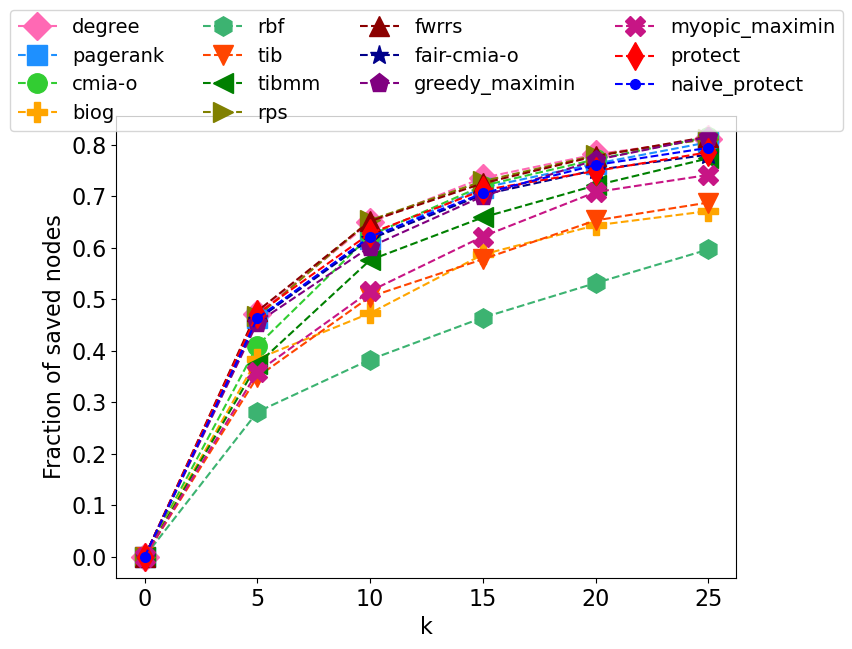 degree
pagerank
cmia-o
biog
rbf
tib
tibmm
rps
fwrrs
fair-cmia-o
greedy_maximin
myopic_maximin
protect
naive_protect
Fraction of saved nodes
0.8
0.7
0.6
0.5
0.4
0.3
0.2
0.1
0.0
0 5 10 15 20 25
k